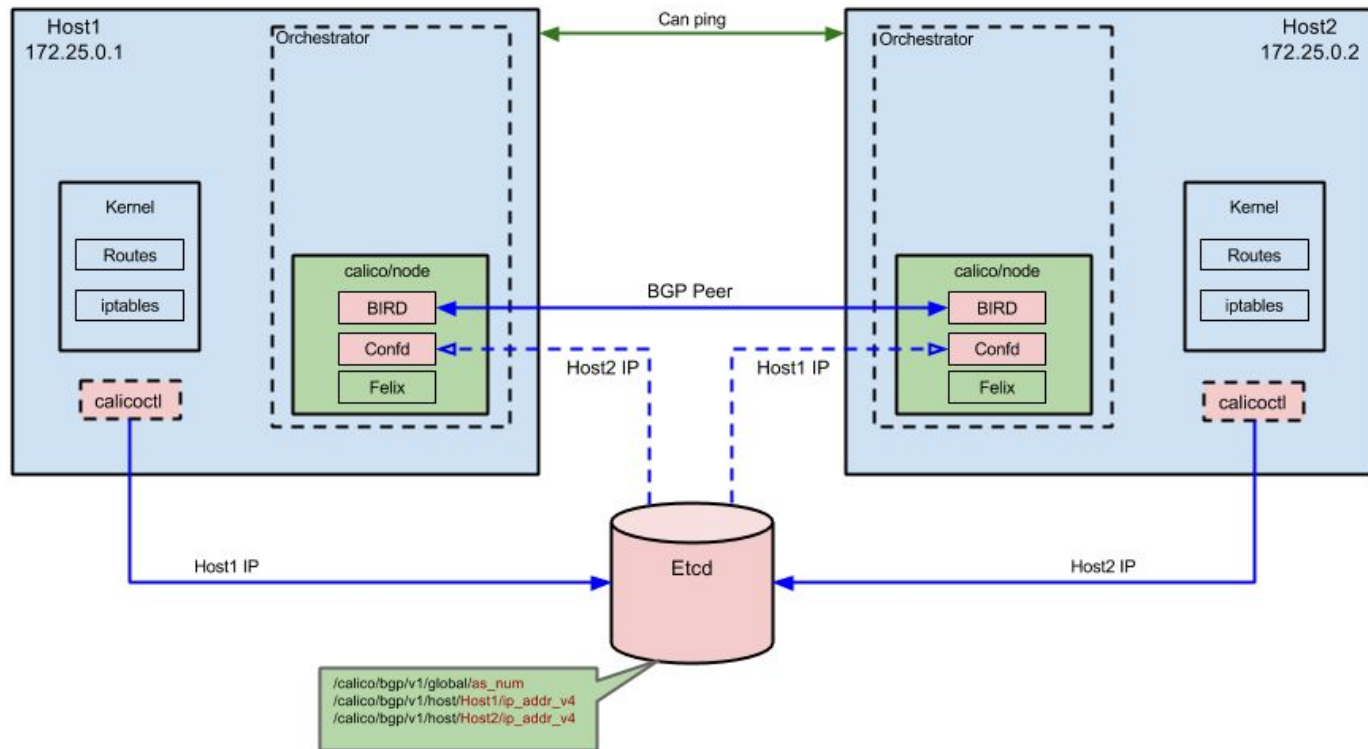 Host1
172.25.0.1
Orchestrator
Can ping
Orchestrator
Host2
172.25.0.2
Kernel
Routes
iptables
calico/node
BIRD
Confd
Felix
BGP Peer
Host2 IP
Host1 IP
calico/node
BIRD
Confd
Felix
Kernel
Routes
iptables
calicoctl
calicoctl
Host1 IP
Etcd
Host2 IP
/calico/bgp/v1/global/as_num
/calico/bgp/v1/host/Host1/ip_addr_v4
/calico/bgp/v1/host/Host2/ip_addr_v4